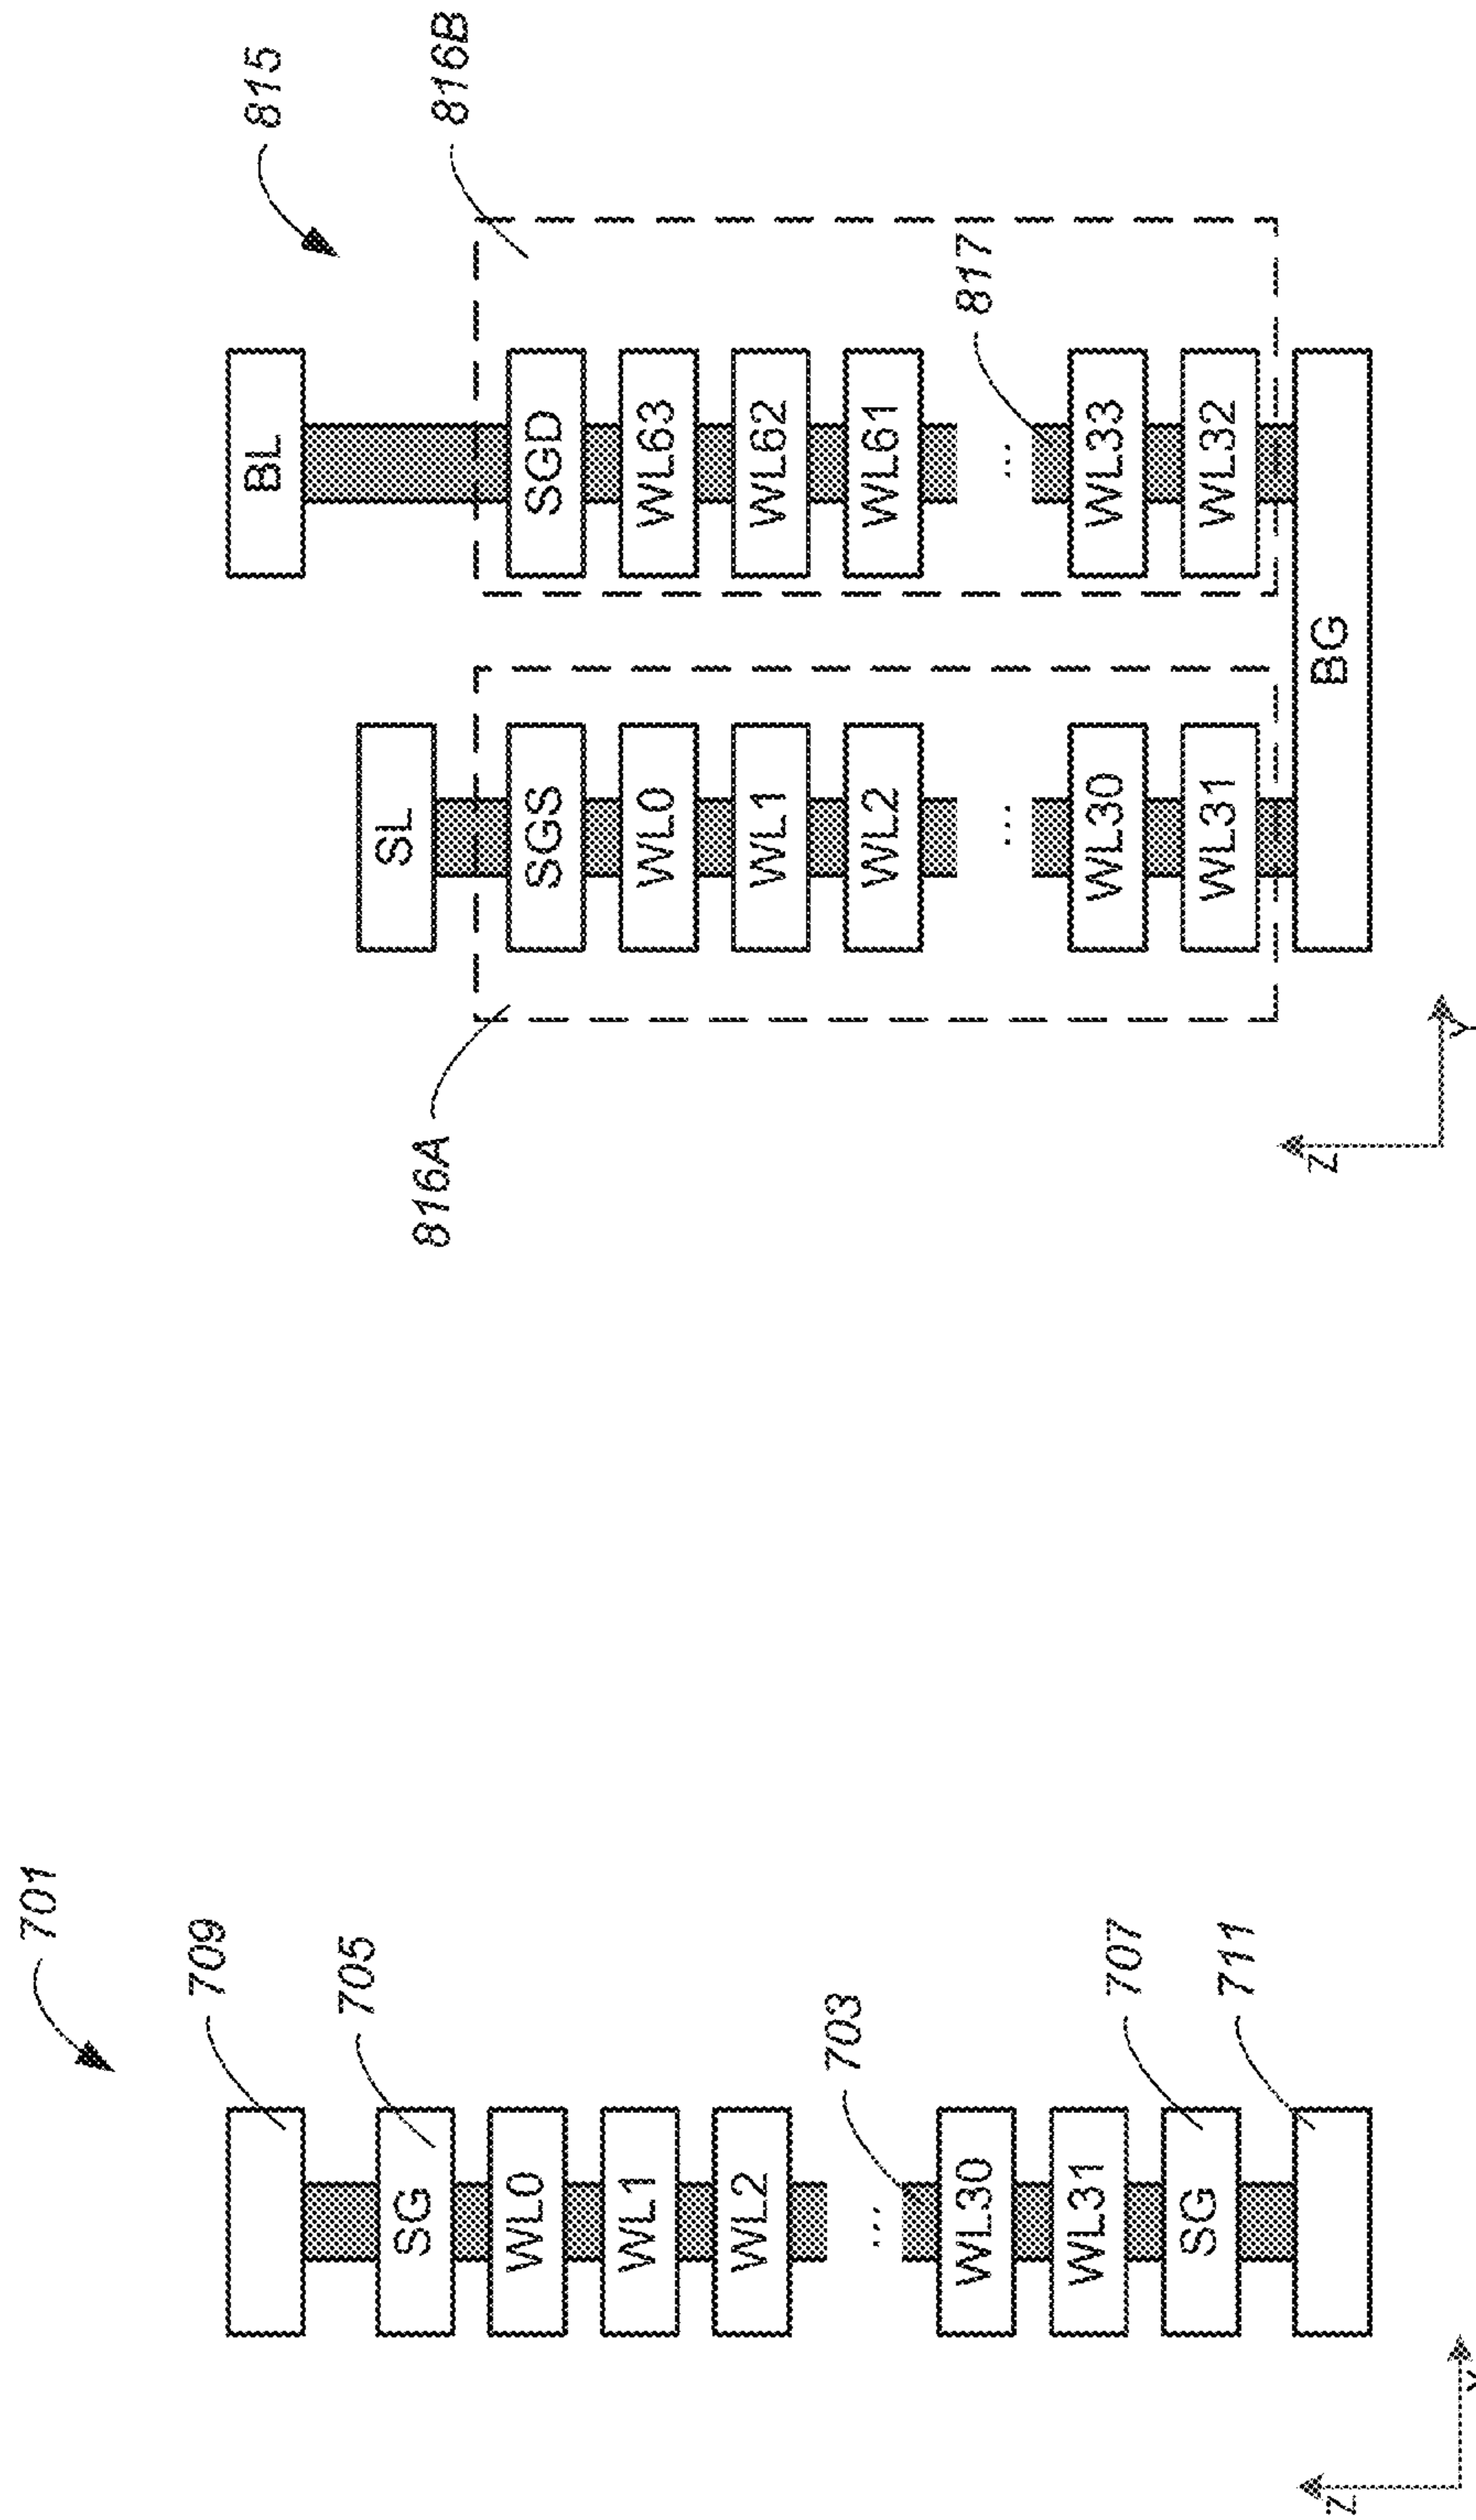 701
709
705
SG
WL0
WL1
WL2
703
...
WL30
WL31
707
SG
711
Z
Y
815
816B
BL
SL
816A
SGS
SGD
WL0
WL63
WL1
WL62
WL2
WL61
817
...
...
WL30
WL33
WL31
WL32
BG
Z
Y